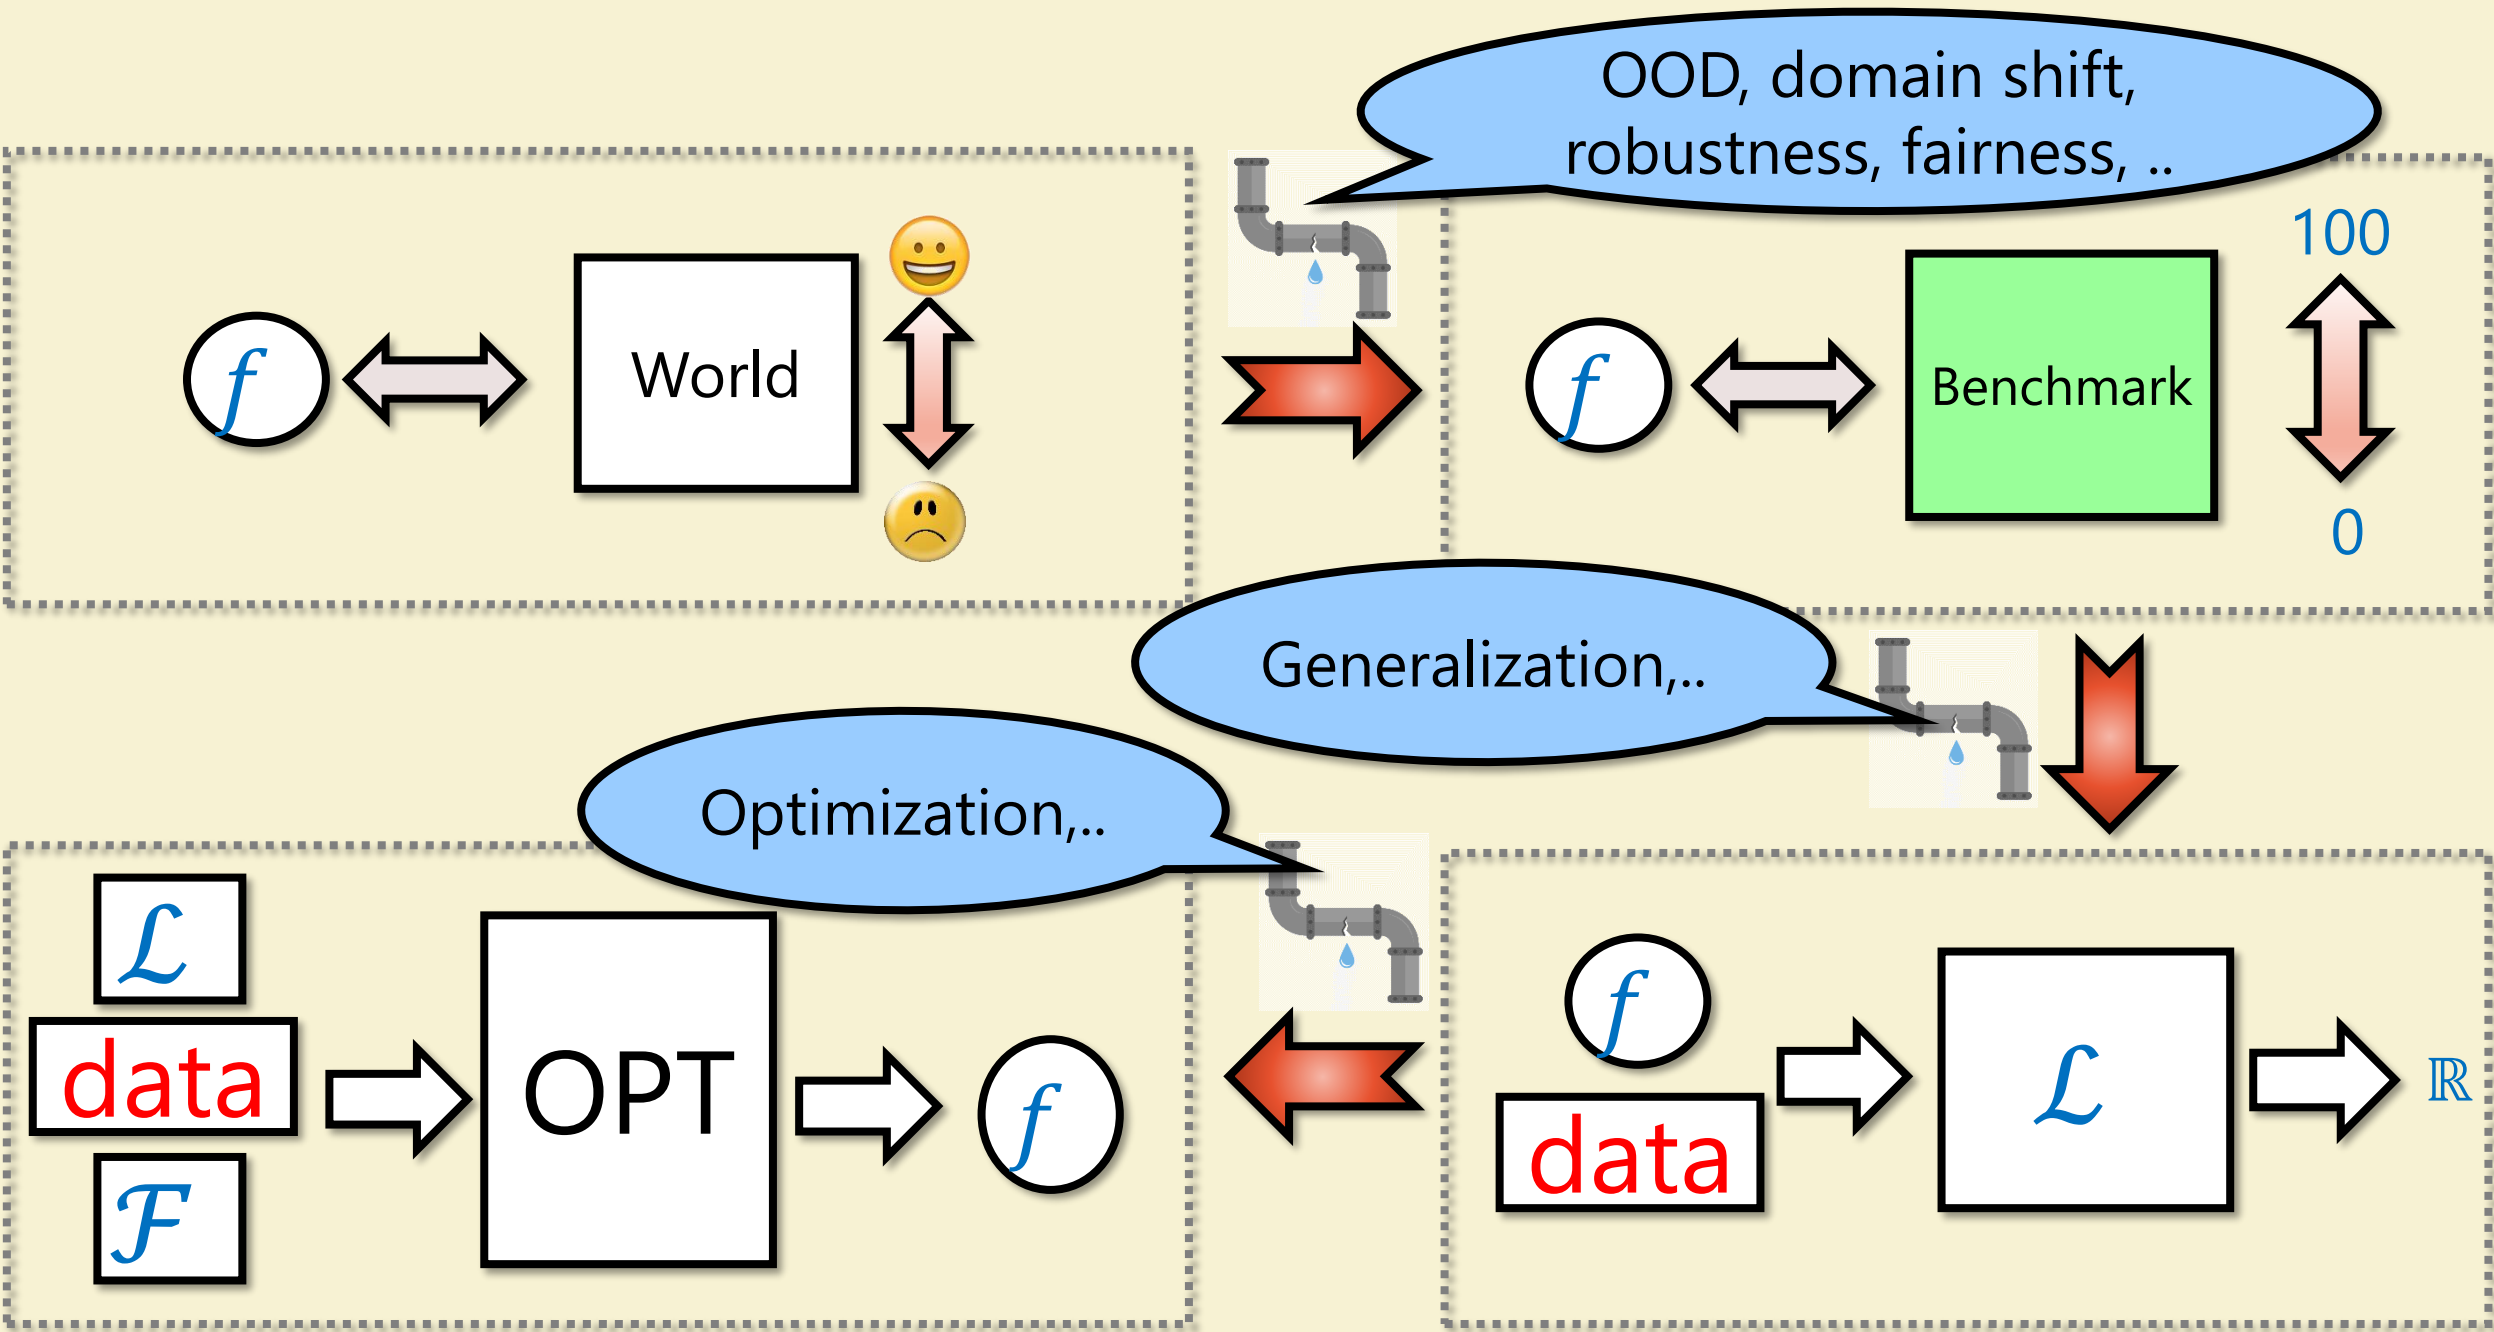 OOD, domain shift,
robustness, fairness, ..
f
World
f
Benchmark
100
0
Generalization,..
Optimization,..
ℒ
data
ℱ
OPT
f
f
data
ℒ
ℝ